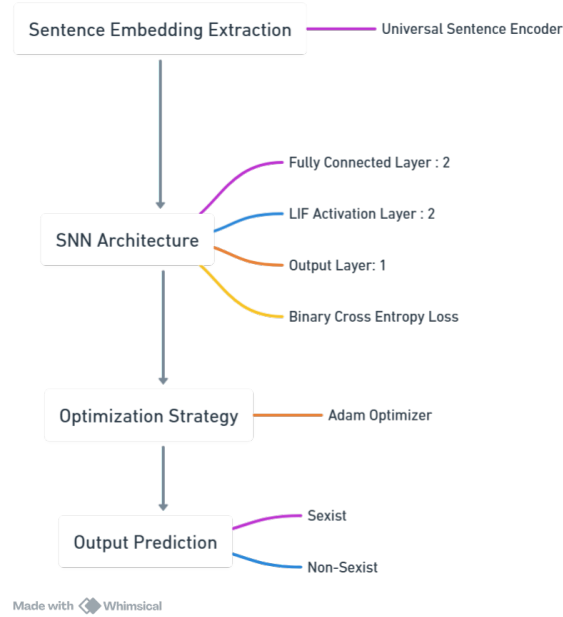 Sentence Embedding Extraction
Universal Sentence Encoder
Fully Connected Layer : 2
LIF Activation Layer : 2
SNN Architecture
Output Layer: 1
Binary Cross Entropy Loss
Optimization Strategy
Adam Optimizer
Sexist
Output Prediction
Non-Sexist
Made with Whimsical